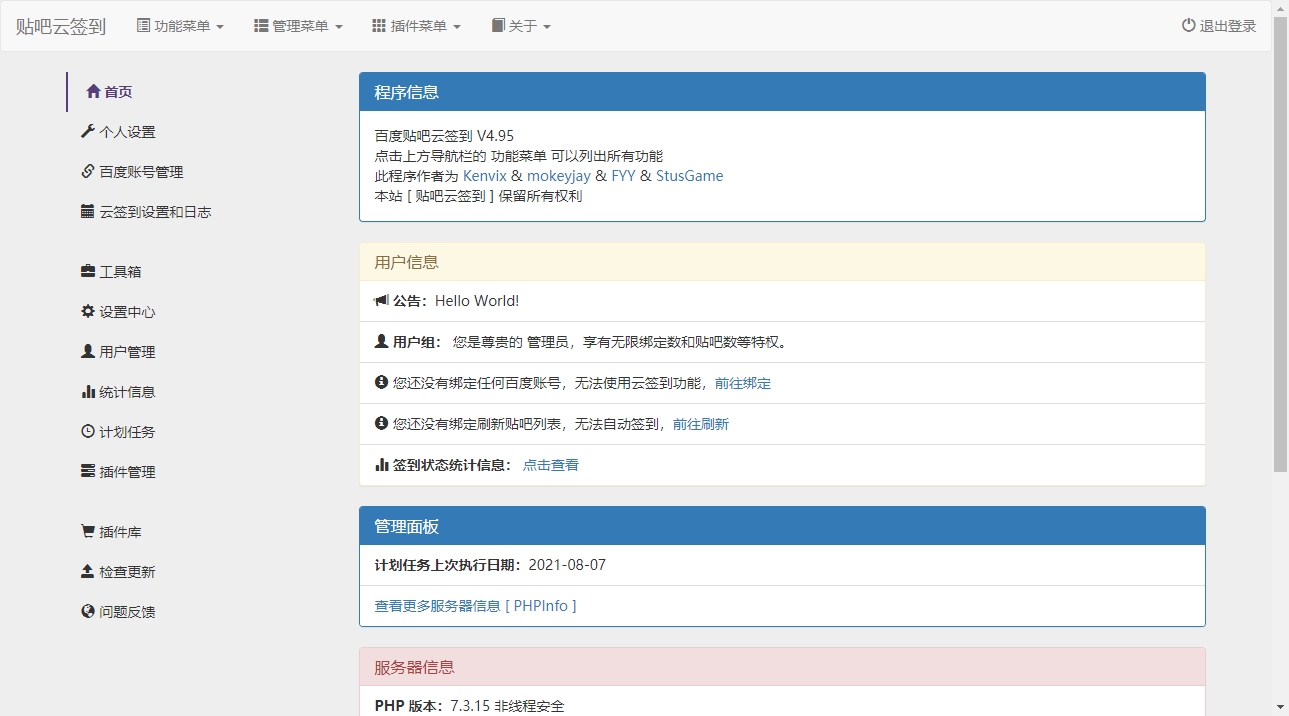 贴吧云签到 功能菜单 管理菜单 插件菜单 关于 退出登录
首页
个人设置
百度账号管理
云签到设置和日志
工具箱
设置中心
用户管理
统计信息
计划任务
插件管理
插件库
检查更新
问题反馈
程序信息
百度贴吧云签到 V4.95
点击上方导航栏的 功能菜单 可以列出所有功能
此程序作者为 Kenvix & mokeyjay & FYY & StusGame
本站 [ 贴吧云签到 ] 保留所有权利
用户信息
公告：Hello World!
用户组： 您是尊贵的 管理员，享有无限绑定数和贴吧数等特权。
您还没有绑定任何百度账号，无法使用云签到功能，前往绑定
您还没有绑定刷新贴吧列表，无法自动签到，前往刷新
签到状态统计信息： 点击查看
管理面板
计划任务上次执行日期：2021-08-07
查看更多服务器信息 [ PHPInfo ]
服务器信息
PHP 版本：7.3.15 非线程安全